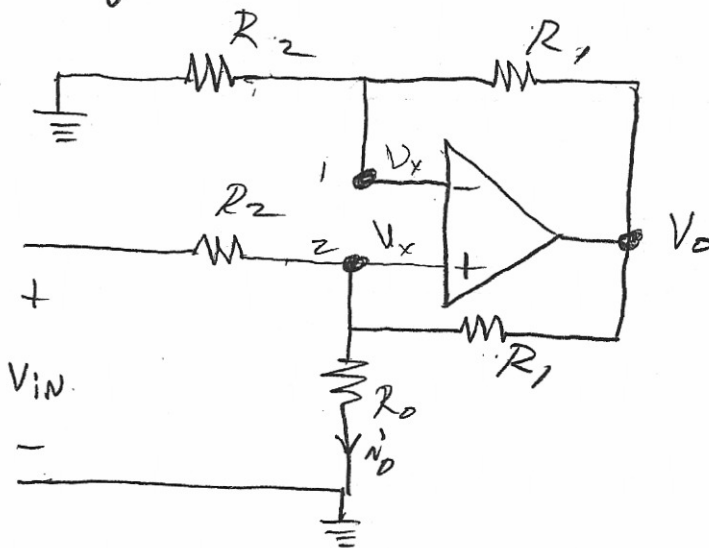 R2 R1
1 Vx −
R2 2 Vx + Vo
+
R1
VIN Ro
− io